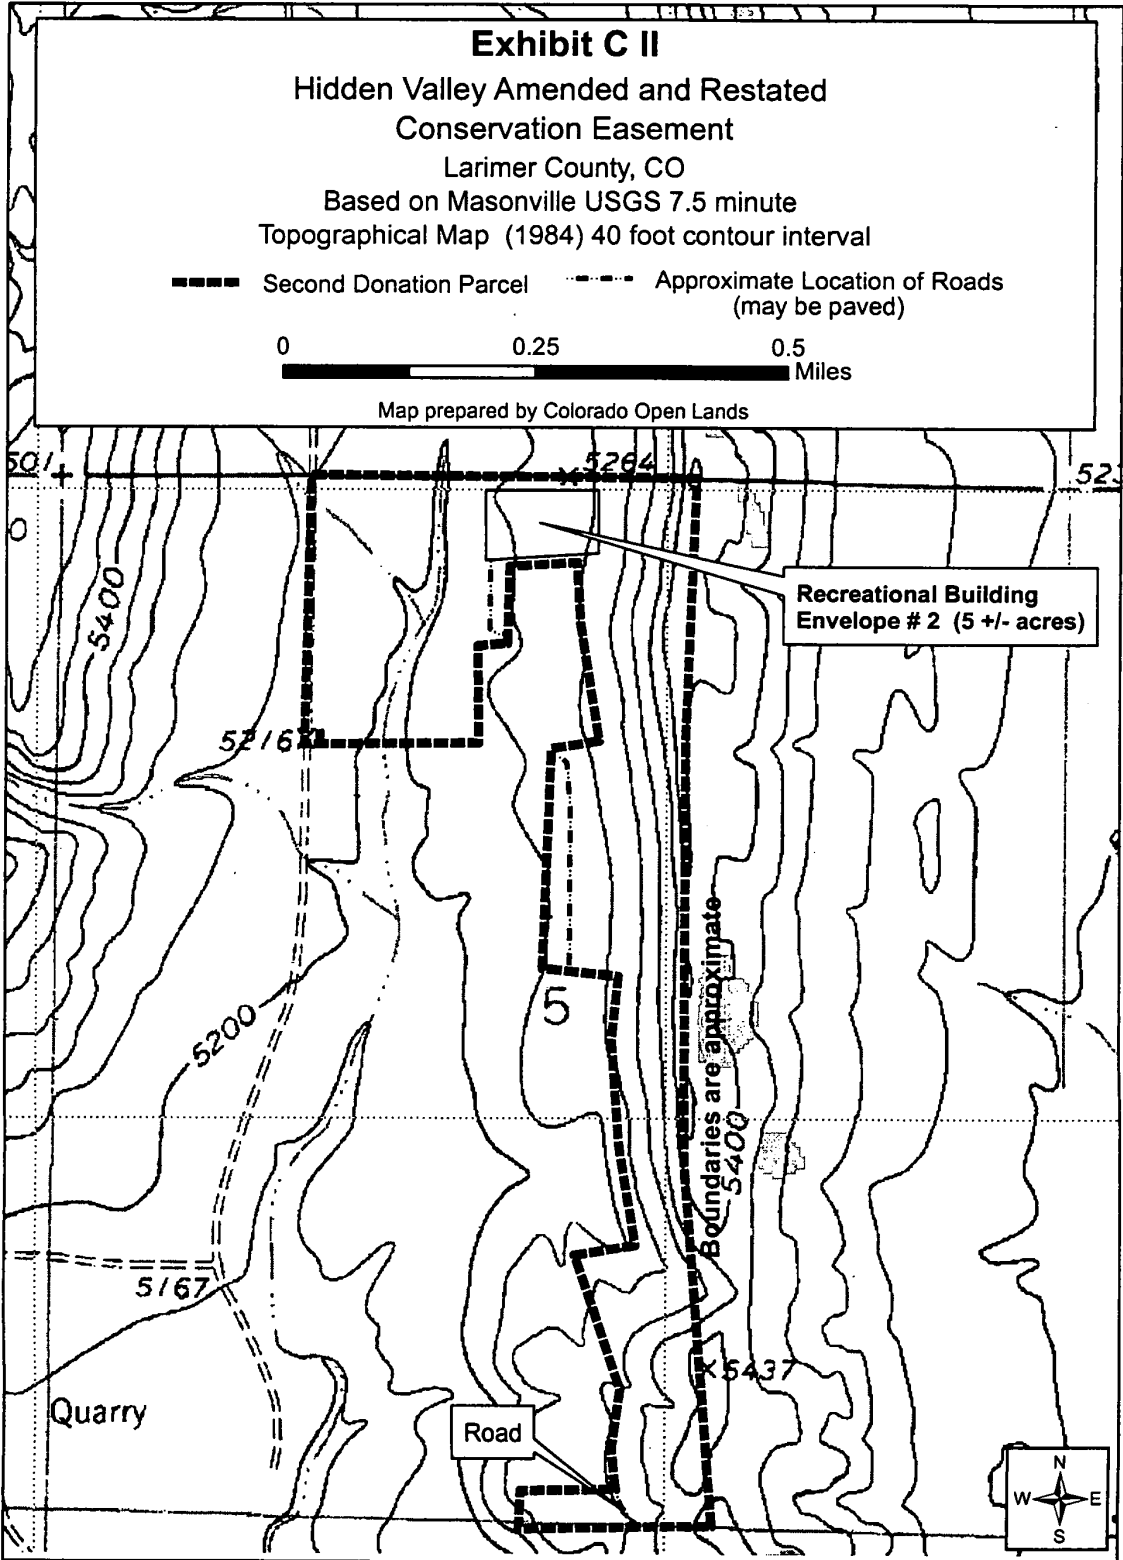 Exhibit C II
Hidden Valley Amended and Restated
Conservation Easement
Larimer County, CO
Based on Masonville USGS 7.5 minute
Topographical Map (1984) 40 foot contour interval
Second Donation Parcel
Approximate Location of Roads
(may be paved)
0 0.25 0.5
Miles
Map prepared by Colorado Open Lands
5264
5400
Recreational Building
Envelope # 2 (5 +/- acres)
5216
Boundaries are approximate
5
5200
5400
5167
5437
Quarry
Road
N
W E
S